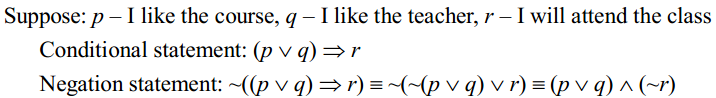 Suppose: p – I like the course, q – I like the teacher, r – I will attend the class
Conditional statement: (p ∨ q) ⇒ r
Negation statement: ~((p ∨ q) ⇒ r) ≡ ~(~(p ∨ q) ∨ r) ≡ (p ∨ q) ∧ (~r)